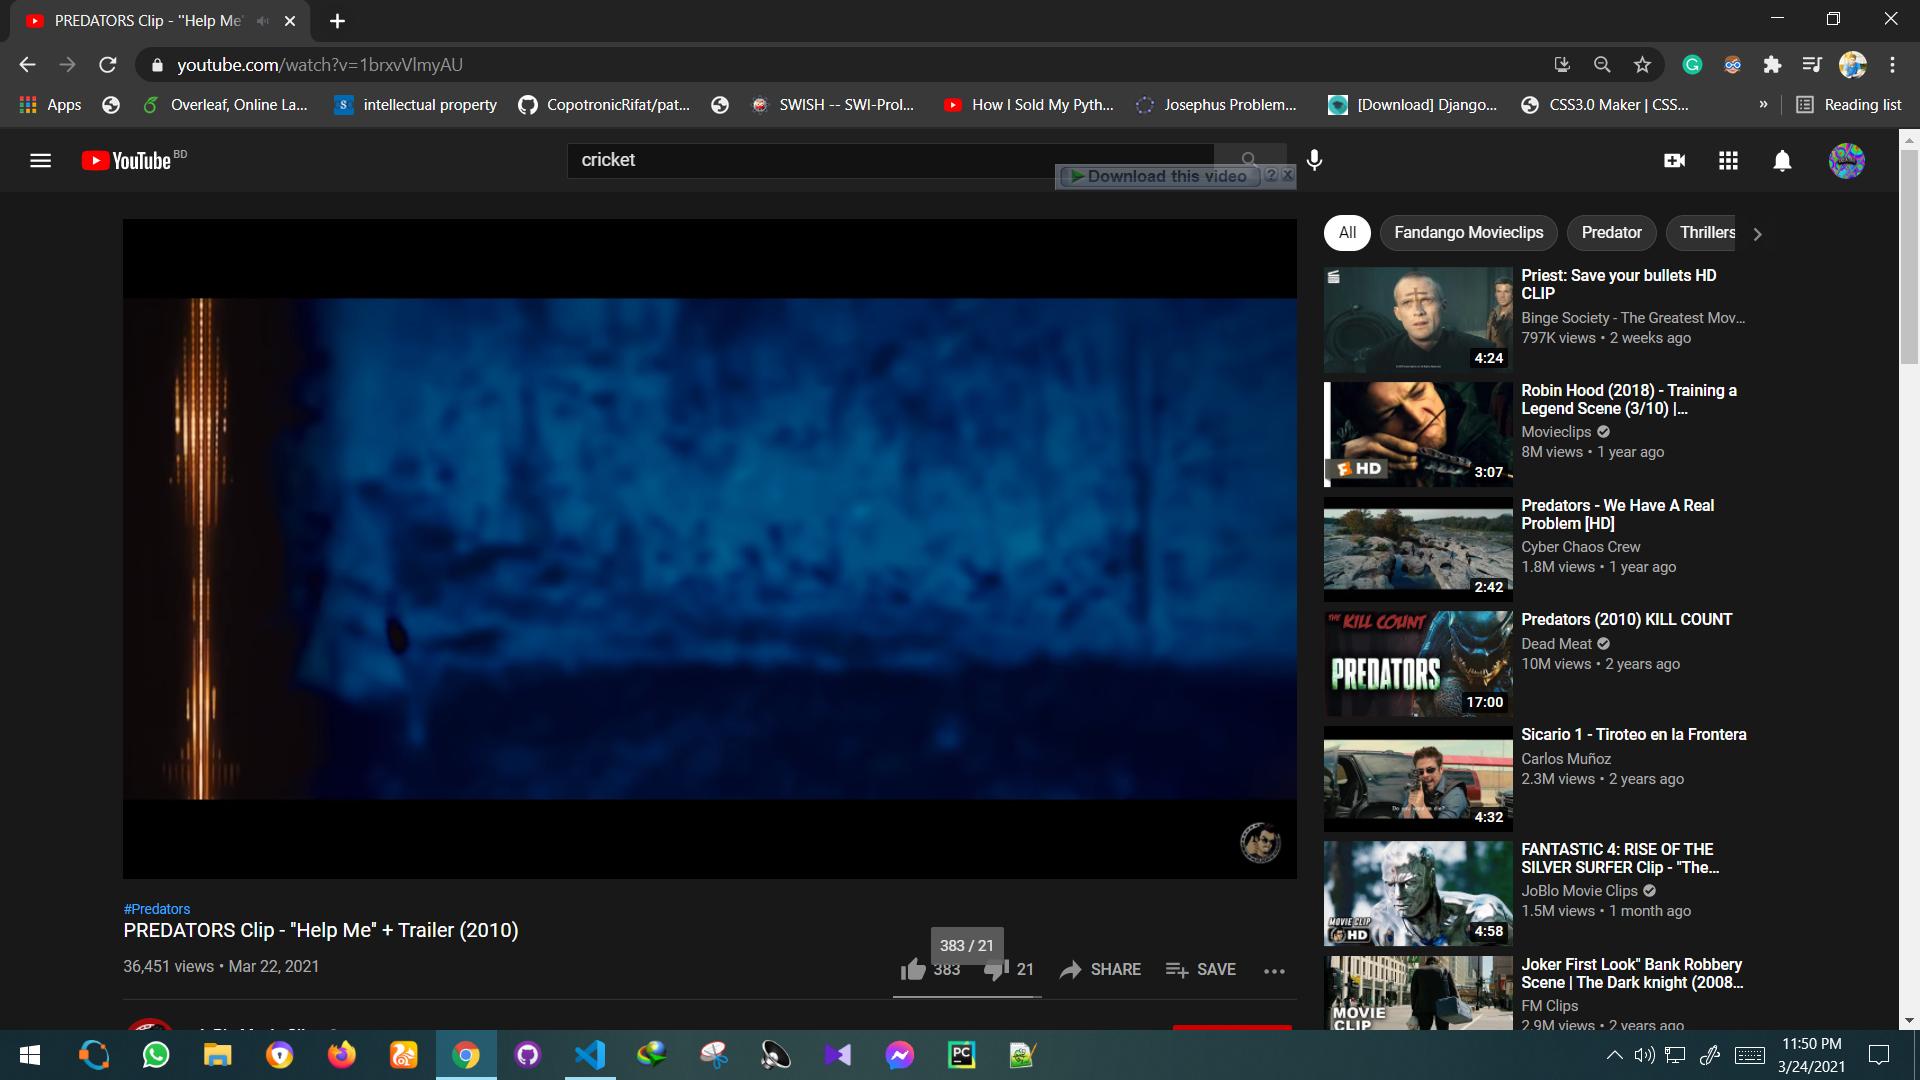 PREDATORS Clip - "Help Me"
youtube.com/watch?v=1brxvVlmyAU
Apps
Overleaf, Online La...
intellectual property
CopotronicRifat/pat...
SWISH -- SWI-Prol...
How I Sold My Pyth...
Josephus Problem...
[Download] Django...
CSS3.0 Maker | CSS...
»
Reading list
YouTube BD
cricket
Download this video ? X
All
Fandango Movieclips
Predator
Thrillers
Priest: Save your bullets HD
CLIP
Binge Society - The Greatest Mov...
797K views • 2 weeks ago
4:24
Robin Hood (2018) - Training a
Legend Scene (3/10) |...
Movieclips
8M views • 1 year ago
HD
3:07
Predators - We Have A Real
Problem [HD]
Cyber Chaos Crew
1.8M views • 1 year ago
2:42
THE KILL COUNT
PREDATORS
17:00
Predators (2010) KILL COUNT
Dead Meat
10M views • 2 years ago
Sicario 1 - Tiroteo en la Frontera
Carlos Muñoz
2.3M views • 2 years ago
4:32
FANTASTIC 4: RISE OF THE
SILVER SURFER Clip - "The...
JoBlo Movie Clips
1.5M views • 1 month ago
MOVIE CLIP
HD
4:58
Joker First Look" Bank Robbery
Scene | The Dark knight (2008...
FM Clips
2.9M views • 2 years ago
MOVIE
CLIP
#Predators
PREDATORS Clip - "Help Me" + Trailer (2010)
36,451 views • Mar 22, 2021
383 / 21
383
21
SHARE
SAVE
PC
11:50 PM
3/24/2021